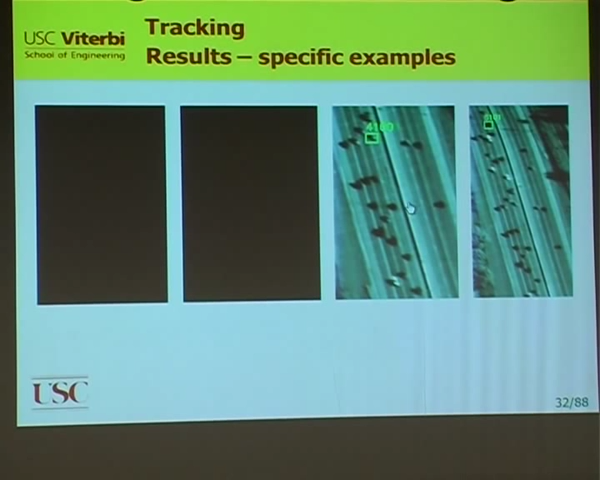 Tracking
USC Viterbi
School of Engineering
Results – specific examples
USC
32/88